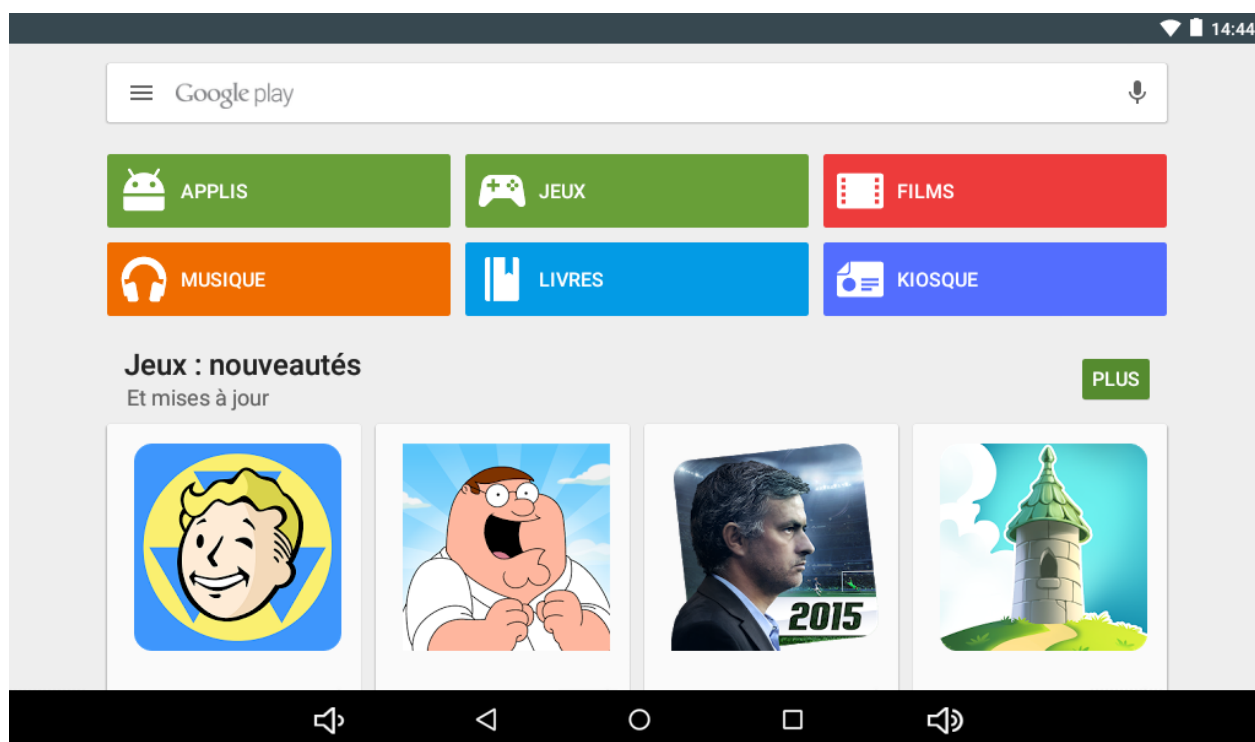 14:44
Google play
APPLIS
JEUX
FILMS
MUSIQUE
LIVRES
KIOSQUE
Jeux : nouveautés
Et mises à jour
PLUS
2015